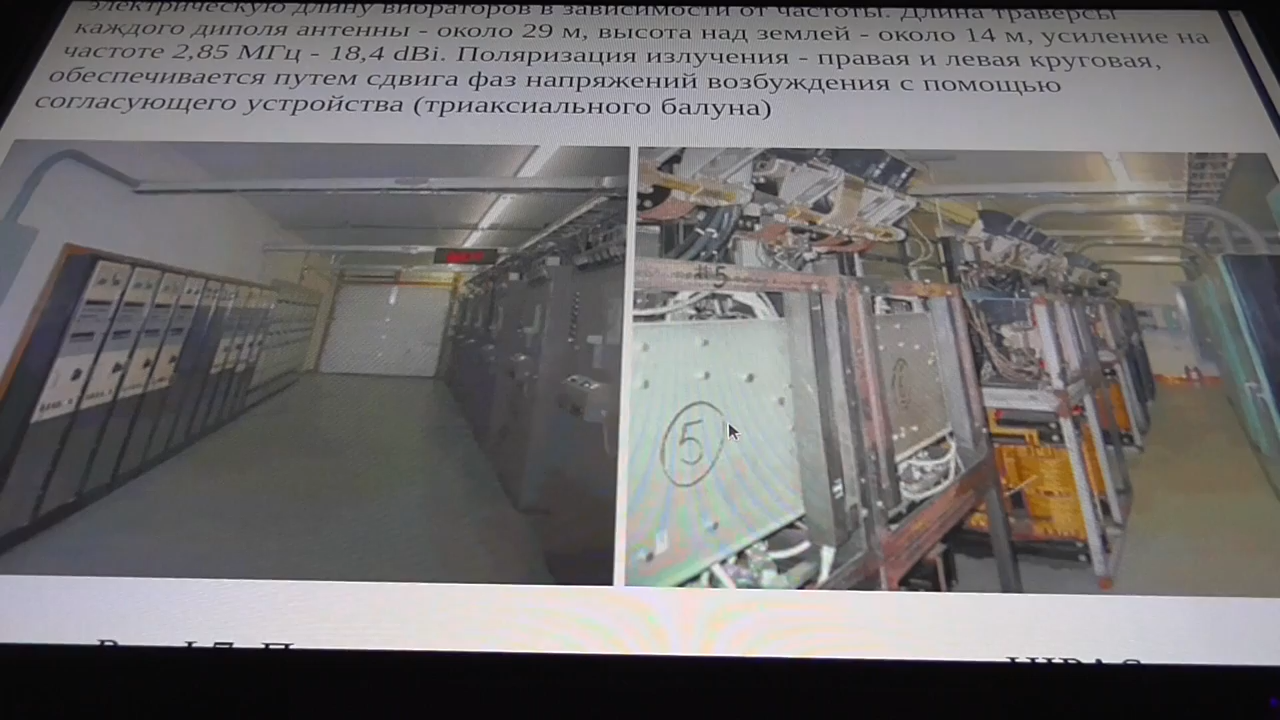 электрическую длину вибраторов в зависимости от частоты. Длина траверсы
каждого диполя антенны - около 29 м, высота над землей - около 14 м, усиление на
частоте 2,85 МГц - 18,4 dBi. Поляризация излучения - правая и левая круговая,
обеспечивается путем сдвига фаз напряжений возбуждения с помощью
согласующего устройства (триаксиального балуна)
#5
5